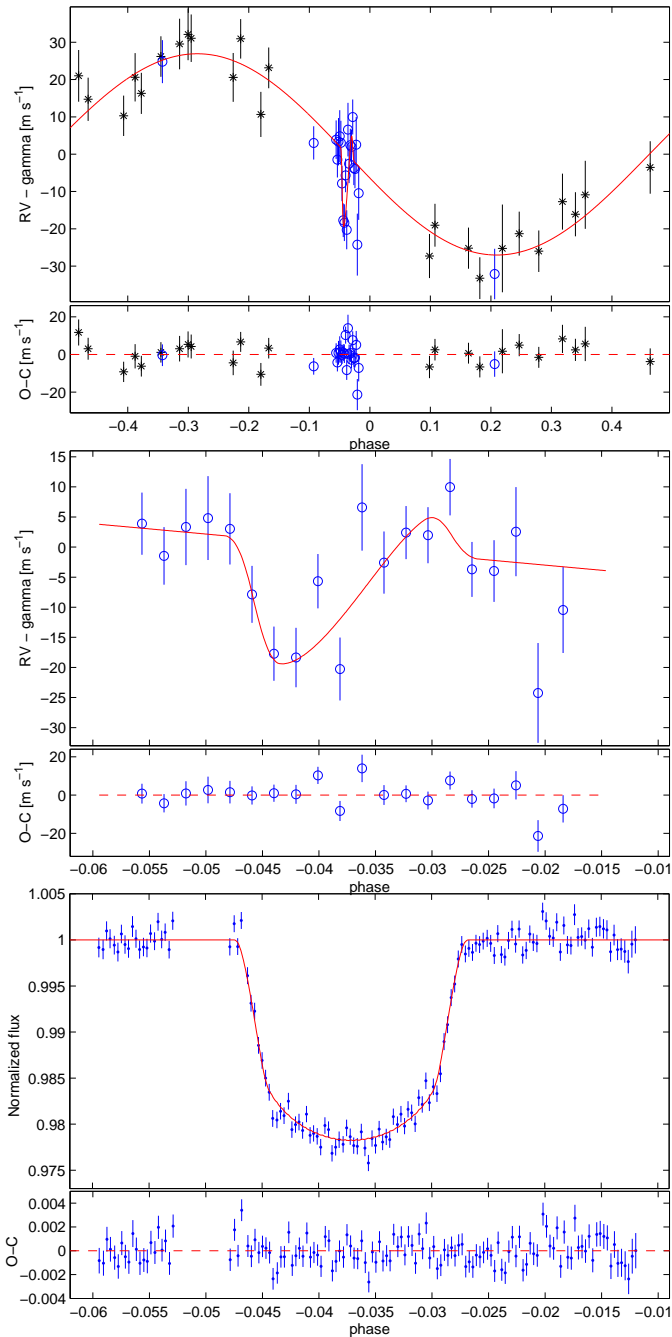 30
20
10
0
−10
−20
−30
RV − gamma [m s⁻¹]
20
0
−20
O−C [m s⁻¹]
−0.4 −0.3 −0.2 −0.1 0 0.1 0.2 0.3 0.4
phase
15
10
5
0
−5
−10
−15
−20
−25
−30
RV − gamma [m s⁻¹]
20
0
−20
O−C [m s⁻¹]
−0.06 −0.055 −0.05 −0.045 −0.04 −0.035 −0.03 −0.025 −0.02 −0.015 −0.01
phase
1.005
1
0.995
0.99
0.985
0.98
0.975
Normalized flux
0.004
0.002
0
−0.002
−0.004
O−C
−0.06 −0.055 −0.05 −0.045 −0.04 −0.035 −0.03 −0.025 −0.02 −0.015 −0.01
phase